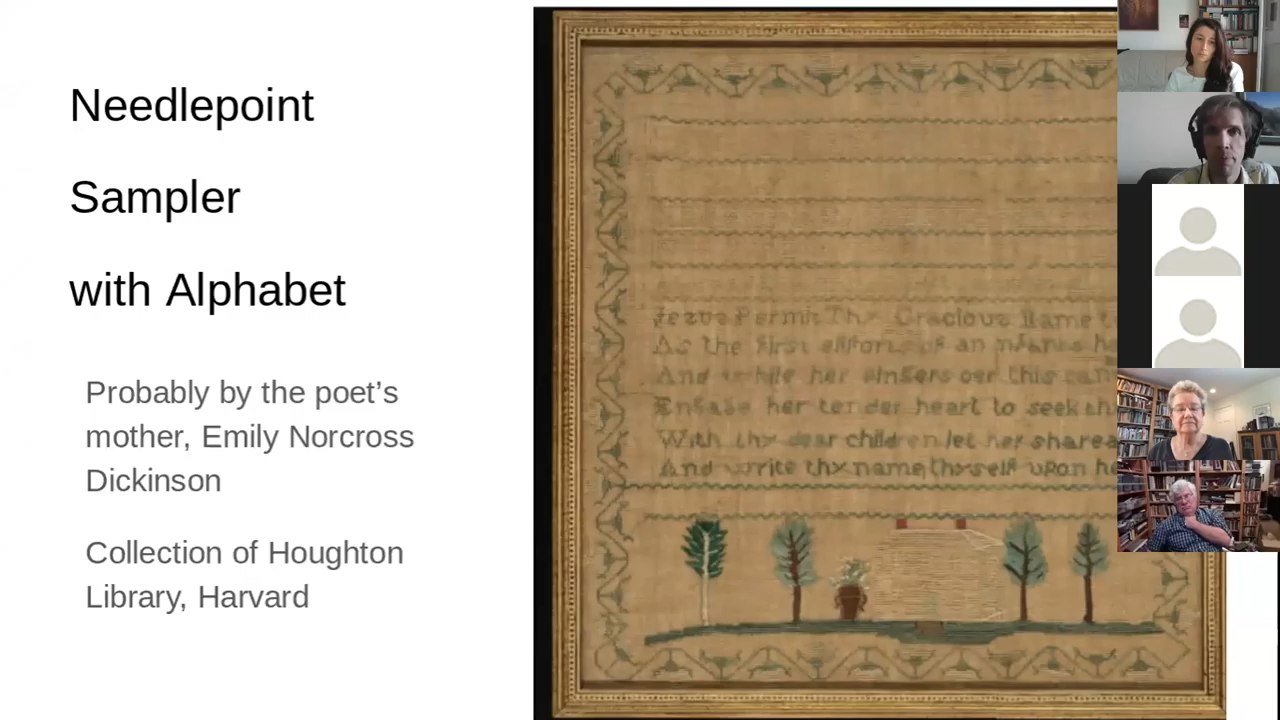 Needlepoint
Sampler
with Alphabet
Probably by the poet’s
mother, Emily Norcross
Dickinson
Collection of Houghton
Library, Harvard
Jesus Permit Thy Gracious Name
As the first efforts of an infants
And while her fingers oer this
Engage her tender heart to seek
With thy dear children let her share a
And write thy name thyself upon